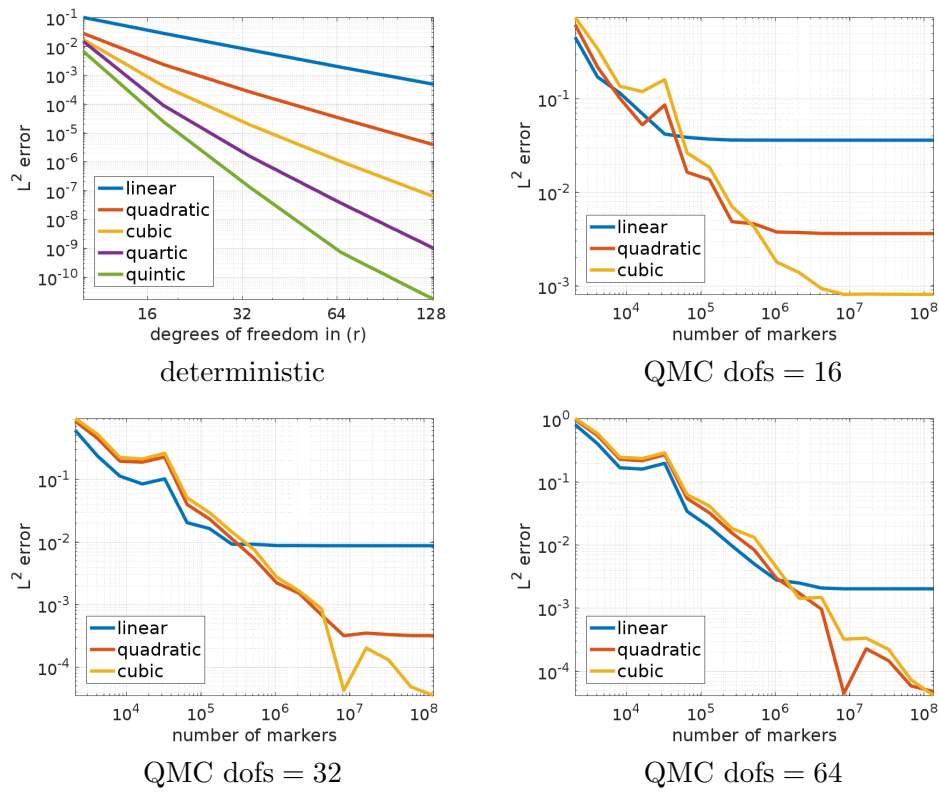 10^-1
10^-2
10^-3
10^-4
10^-5
10^-6
10^-7
10^-8
10^-9
10^-10
L^2 error
linear
quadratic
cubic
quartic
quintic
16 32 64 128
degrees of freedom in (r)
deterministic
10^-1
10^-2
10^-3
L^2 error
linear
quadratic
cubic
10^4 10^5 10^6 10^7 10^8
number of markers
QMC dofs = 16
10^-1
10^-2
10^-3
10^-4
L^2 error
linear
quadratic
cubic
10^4 10^5 10^6 10^7 10^8
number of markers
QMC dofs = 32
10^0
10^-1
10^-2
10^-3
10^-4
L^2 error
linear
quadratic
cubic
10^4 10^5 10^6 10^7 10^8
number of markers
QMC dofs = 64